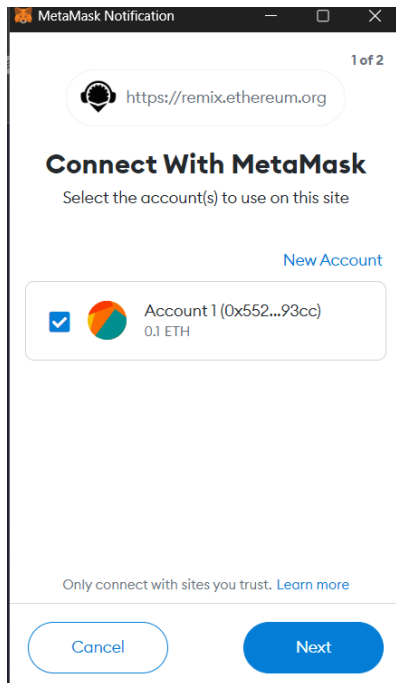 MetaMask Notification
1 of 2
https://remix.ethereum.org
Connect With MetaMask
Select the account(s) to use on this site
New Account
Account 1 (0x552...93cc)
0.1 ETH
Only connect with sites you trust. Learn more
Cancel
Next